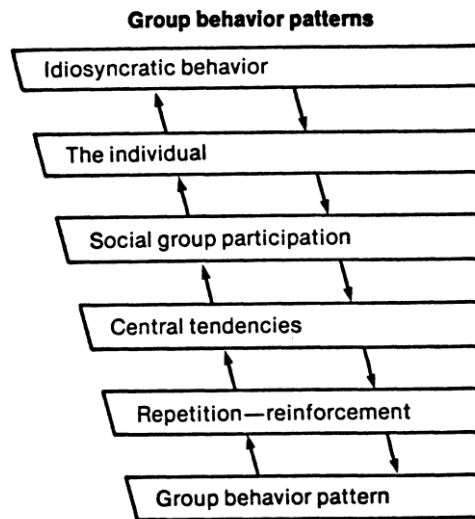 Group behavior patterns
Idiosyncratic behavior
The individual
Social group participation
Central tendencies
Repetition—reinforcement
Group behavior pattern